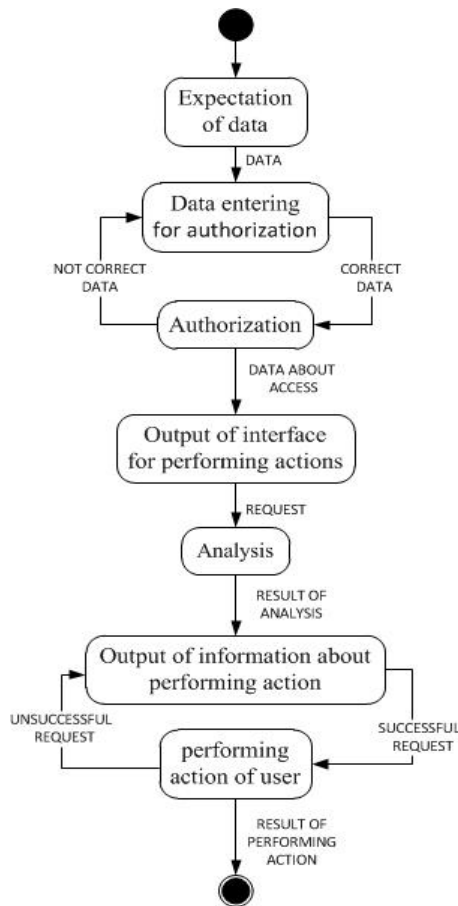 Expectation
of data
DATA
Data entering
for authorization
NOT CORRECT
DATA
CORRECT
DATA
Authorization
DATA ABOUT
ACCESS
Output of interface
for performing actions
REQUEST
Analysis
RESULT OF
ANALYSIS
Output of information about
performing action
UNSUCCESSFUL
REQUEST
SUCCESSFUL
REQUEST
performing
action of user
RESULT OF
PERFORMING
ACTION